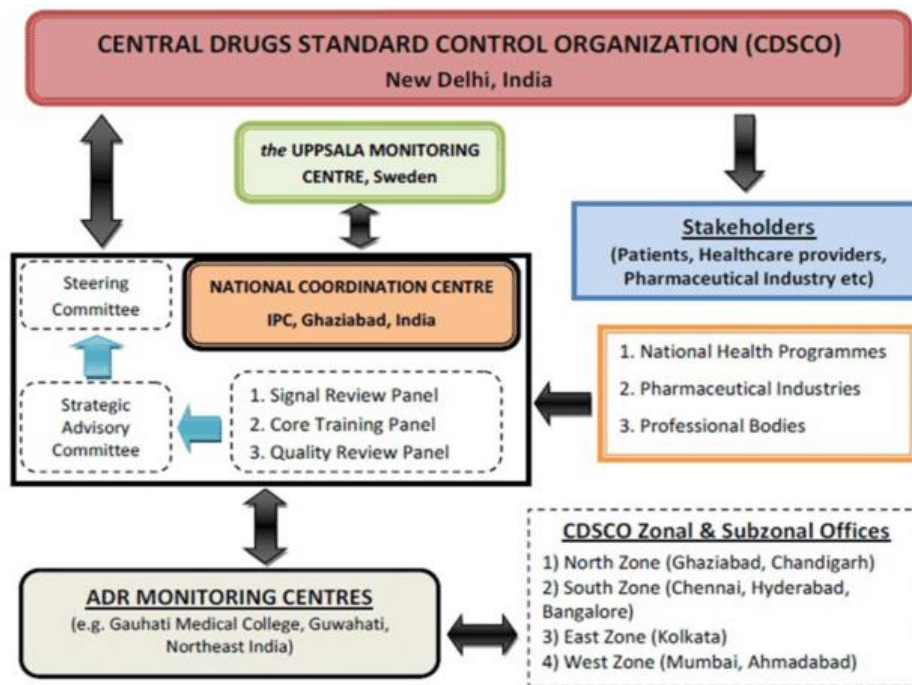 CENTRAL DRUGS STANDARD CONTROL ORGANIZATION (CDSCO)
New Delhi, India
the UPPSALA MONITORING
CENTRE, Sweden
Stakeholders
(Patients, Healthcare providers,
Pharmaceutical Industry etc)
Steering
Committee
NATIONAL COORDINATION CENTRE
IPC, Ghaziabad, India
1. National Health Programmes
2. Pharmaceutical Industries
3. Professional Bodies
Strategic
Advisory
Committee
1. Signal Review Panel
2. Core Training Panel
3. Quality Review Panel
CDSCO Zonal & Subzonal Offices
1) North Zone (Ghaziabad, Chandigarh)
2) South Zone (Chennai, Hyderabad,
Bangalore)
3) East Zone (Kolkata)
4) West Zone (Mumbai, Ahmadabad)
ADR MONITORING CENTRES
(e.g. Gauhati Medical College, Guwahati,
Northeast India)